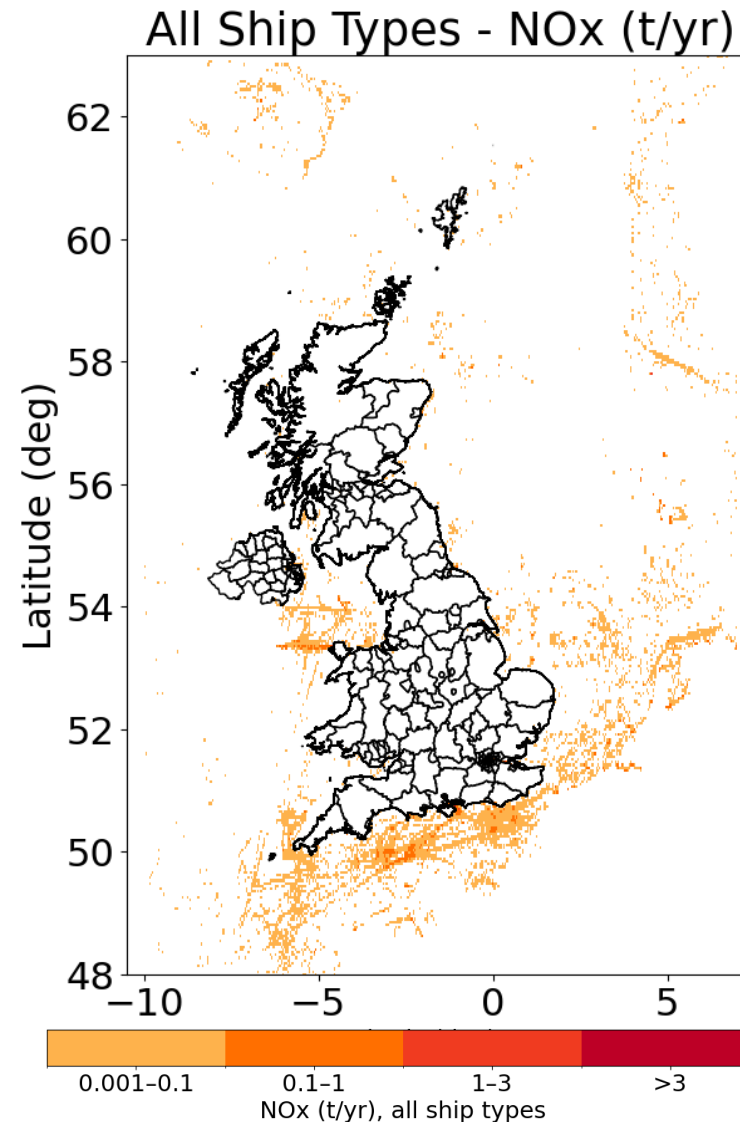 All Ship Types - NOx (t/yr)
Latitude (deg)
62
60
58
56
54
52
50
48
−10 −5 0 5
0.001–0.1 0.1–1 1–3 >3
NOx (t/yr), all ship types